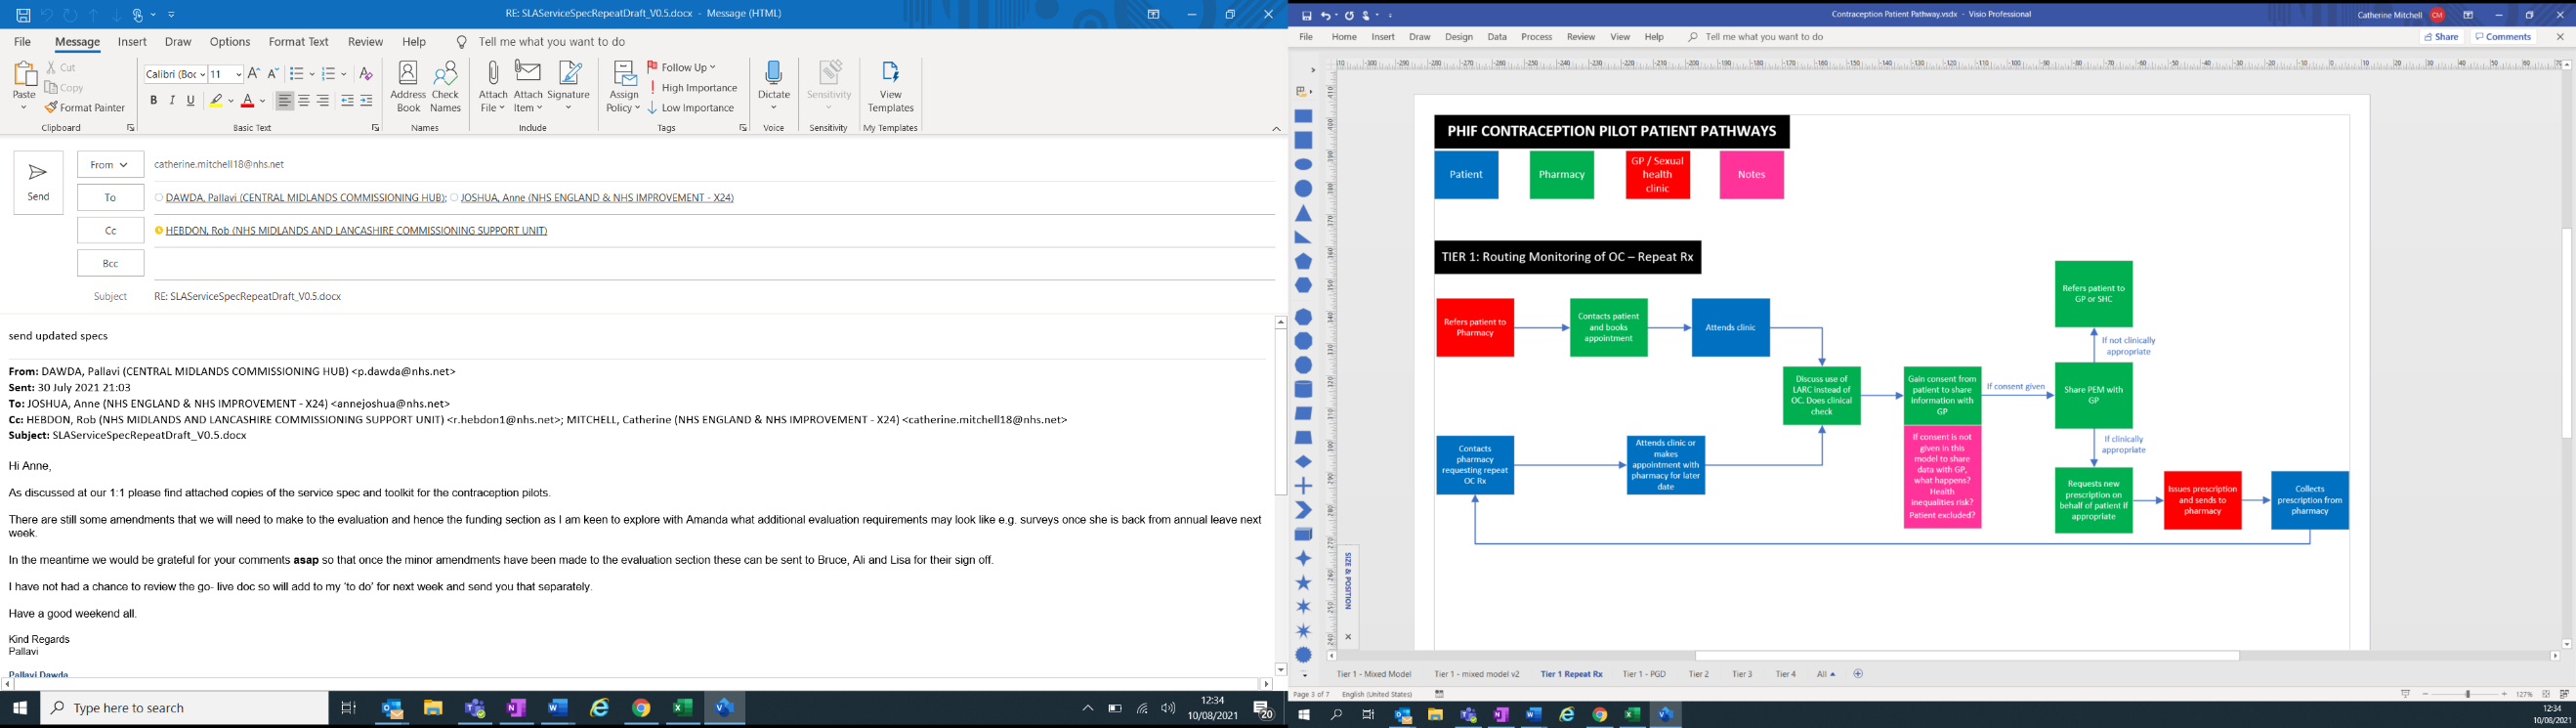 RE: SLAServiceSpecRepeatDraft_V0.5.docx - Message (HTML)
File Message Insert Draw Options Format Text Review Help Tell me what you want to do
Paste
Cut
Copy
Format Painter
Clipboard
Calibri (Boc 11
B I U
Basic Text
Address Book
Check Names
Names
Attach File
Attach Item
Signature
Include
Assign Policy
Follow Up
High Importance
Low Importance
Tags
Dictate
Voice
Sensitivity
Sensitivity
View Templates
My Templates
Send
From catherine.mitchell18@nhs.net
To DAWDA, Pallavi (CENTRAL MIDLANDS COMMISSIONING HUB); JOSHUA, Anne (NHS ENGLAND & NHS IMPROVEMENT - X24)
Cc HEBDON, Rob (NHS MIDLANDS AND LANCASHIRE COMMISSIONING SUPPORT UNIT)
Bcc
Subject RE: SLAServiceSpecRepeatDraft_V0.5.docx
send updated specs
From: DAWDA, Pallavi (CENTRAL MIDLANDS COMMISSIONING HUB) <p.dawda@nhs.net>
Sent: 30 July 2021 21:03
To: JOSHUA, Anne (NHS ENGLAND & NHS IMPROVEMENT - X24) <annejoshua@nhs.net>
Cc: HEBDON, Rob (NHS MIDLANDS AND LANCASHIRE COMMISSIONING SUPPORT UNIT) <r.hebdon1@nhs.net>; MITCHELL, Catherine (NHS ENGLAND & NHS IMPROVEMENT - X24) <catherine.mitchell18@nhs.net>
Subject: SLAServiceSpecRepeatDraft_V0.5.docx
Hi Anne,
As discussed at our 1:1 please find attached copies of the service spec and toolkit for the contraception pilots.
There are still some amendments that we will need to make to the evaluation and hence the funding section as I am keen to explore with Amanda what additional evaluation requirements may look like e.g. surveys once she is back from annual leave next
week.
In the meantime we would be grateful for your comments asap so that once the minor amendments have been made to the evaluation section these can be sent to Bruce, Ali and Lisa for their sign off.
I have not had a chance to review the go- live doc so will add to my 'to do' for next week and send you that separately.
Have a good weekend all.
Kind Regards
Pallavi
Pallavi Dawda
Type here to search
12:34
10/08/2021
20
Contraception Patient Pathway.vsdx - Visio Professional
Catherine Mitchell CM
File Home Insert Draw Design Data Process Review View Help Tell me what you want to do
Share Comments
PHIF CONTRACEPTION PILOT PATIENT PATHWAYS
Patient
Pharmacy
GP / Sexual
health
clinic
Notes
TIER 1: Routing Monitoring of OC – Repeat Rx
Refers patient to
Pharmacy
Contacts patient
and books
appointment
Attends clinic
Discuss use of
LARC instead of
OC. Does clinical
check
Gain consent from
patient to share
information with
GP
If consent given
Share PEM with
GP
If not clinically
appropriate
Refers patient to
GP or SHC
If clinically
appropriate
Requests new
prescription on
behalf of patient if
appropriate
Issues prescription
and sends to
pharmacy
Collects
prescription from
pharmacy
If consent is not
given in this
model to share
data with GP,
what happens?
Health
inequalities risk?
Patient excluded?
Contacts
pharmacy
requesting repeat
OC Rx
Attends clinic or
makes
appointment with
pharmacy for later
date
SIZE & POSITION
Tier 1 - Mixed Model Tier 1 - mixed model v2 Tier 1 Repeat Rx Tier 1 - PGD Tier 2 Tier 3 Tier 4 All
Page 3 of 7 English (United States)
127%
12:34
10/08/2021